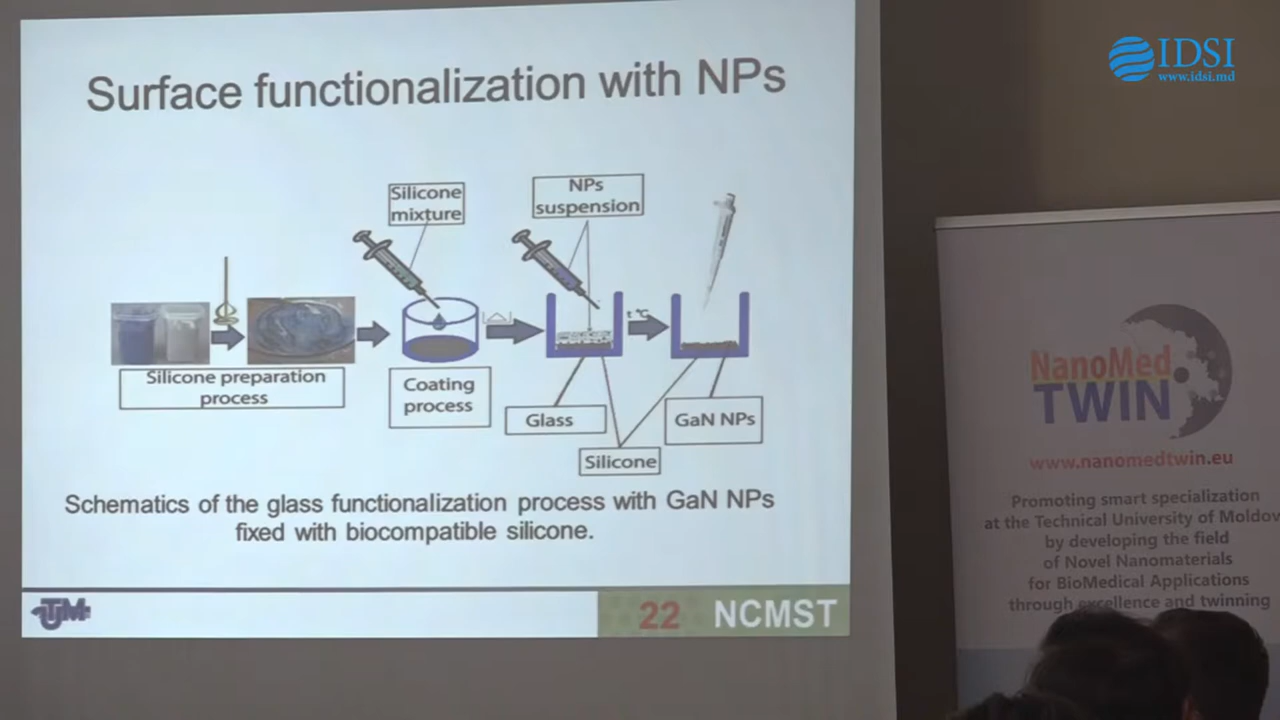 IDSI
www.idsi.md
Surface functionalization with NPs
Silicone
mixture
NPs
suspension
t °C
Silicone preparation
process
Coating
process
Glass
GaN NPs
Silicone
Schematics of the glass functionalization process with GaN NPs
fixed with biocompatible silicone.
UTM
22 NCMST
NanoMed
TWIN
www.nanomedtwin.eu
Promoting smart specialization
at the Technical University of Moldov
by developing the field
of Novel Nanomaterials
for BioMedical Applications
through excellence and twinning